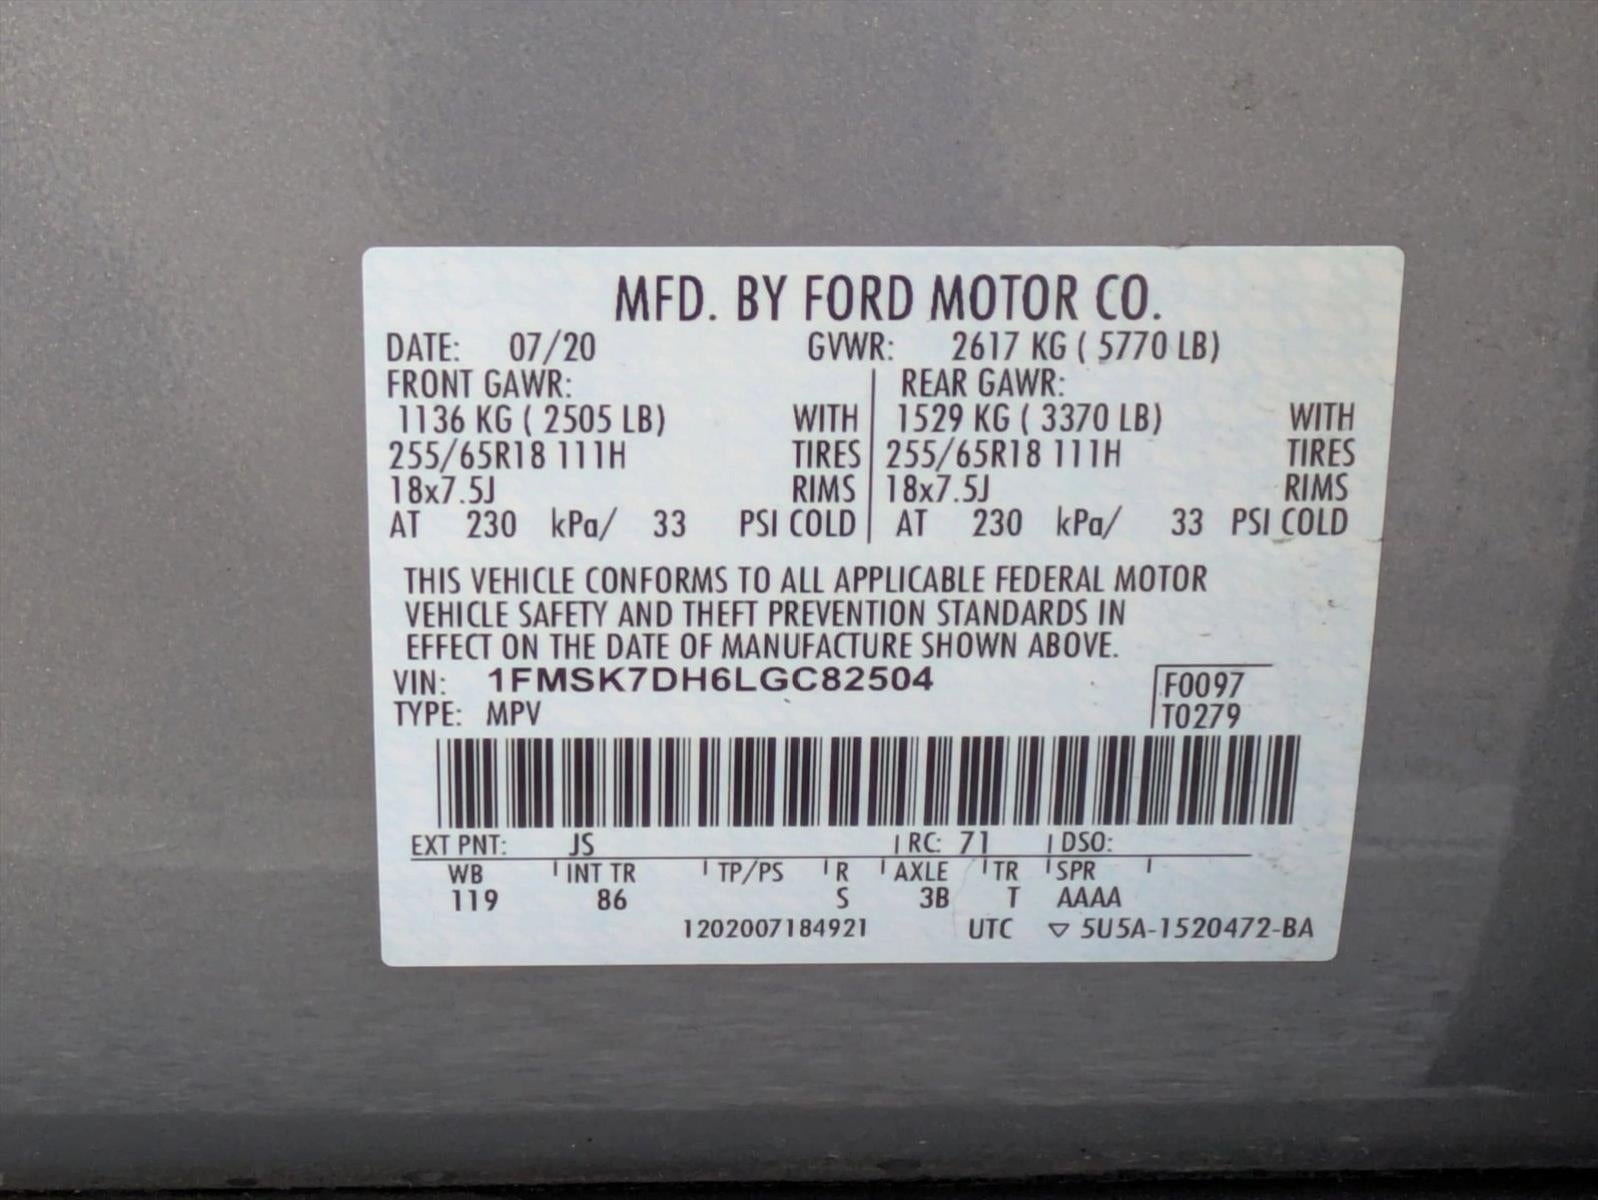 MFD. BY FORD MOTOR CO.
DATE: 07/20 GVWR: 2617 KG ( 5770 LB)
FRONT GAWR: REAR GAWR:
1136 KG ( 2505 LB) WITH 1529 KG ( 3370 LB) WITH
255/65R18 111H TIRES 255/65R18 111H TIRES
18x7.5J RIMS 18x7.5J RIMS
AT 230 kPa/ 33 PSI COLD AT 230 kPa/ 33 PSI COLD
THIS VEHICLE CONFORMS TO ALL APPLICABLE FEDERAL MOTOR
VEHICLE SAFETY AND THEFT PREVENTION STANDARDS IN
EFFECT ON THE DATE OF MANUFACTURE SHOWN ABOVE.
VIN: 1FMSK7DH6LGC82504 F0097
TYPE: MPV T0279
EXT PNT: JS RC: 71 DSO:
WB INT TR TP/PS R AXLE TR SPR
119 86 S 3B T AAAA
1202007184921 UTC ▽ 5U5A-1520472-BA